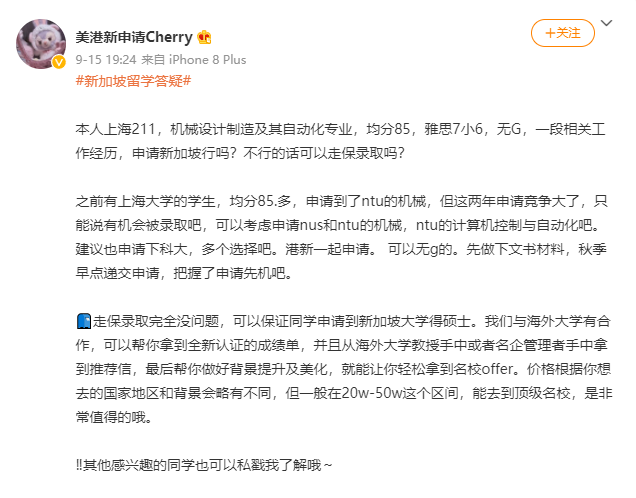 美港新申请Cherry
+关注
9-15 19:24 来自 iPhone 8 Plus
#新加坡留学答疑#
本人上海211，机械设计制造及其自动化专业，均分85，雅思7小6，无G，一段相关工
作经历，申请新加坡行吗？不行的话可以走保录取吗？
之前有上海大学的学生，均分85.多，申请到了ntu的机械，但这两年申请竞争大了，只
能说有机会被录取吧，可以考虑申请nus和ntu的机械，ntu的计算机控制与自动化吧。
建议也申请下科大，多个选择吧。港新一起申请。 可以无g的。先做下文书材料，秋季
早点递交申请，把握了申请先机吧。
走保录取完全没问题，可以保证同学申请到新加坡大学得硕士。我们与海外大学有合
作，可以帮你拿到全新认证的成绩单，并且从海外大学教授手中或者名企管理者手中拿
到推荐信，最后帮你做好背景提升及美化，就能让你轻松拿到名校offer。价格根据你想
去的国家地区和背景会略有不同，但一般在20w-50w这个区间，能去到顶级名校，是非
常值得的哦。
‼其他感兴趣的同学也可以私戳我了解哦～